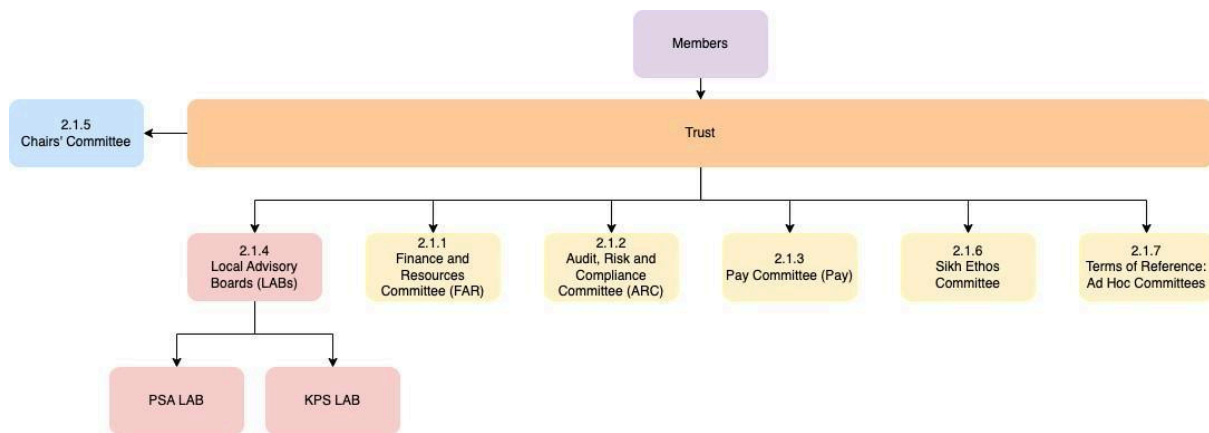 Members
2.1.5
Chairs' Committee
Trust
2.1.4
Local Advisory
Boards (LABs)
2.1.1
Finance and
Resources
Committee (FAR)
2.1.2
Audit, Risk and
Compliance
Committee (ARC)
2.1.3
Pay Committee (Pay)
2.1.6
Sikh Ethos
Committee
2.1.7
Terms of Reference:
Ad Hoc Committees
PSA LAB
KPS LAB